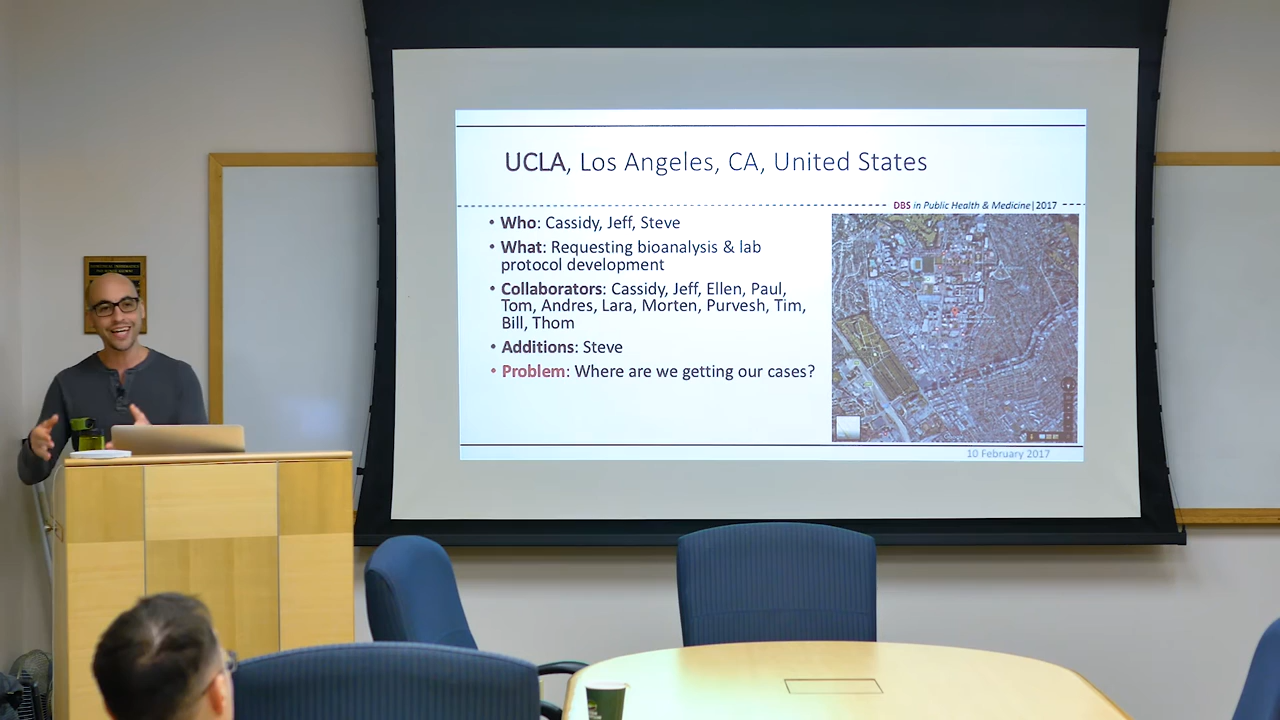 UCLA, Los Angeles, CA, United States
DBS in Public Health & Medicine|2017
• Who: Cassidy, Jeff, Steve
• What: Requesting bioanalysis & lab
protocol development
• Collaborators: Cassidy, Jeff, Ellen, Paul,
Tom, Andres, Lara, Morten, Purvesh, Tim,
Bill, Thom
• Additions: Steve
• Problem: Where are we getting our cases?
10 February 2017